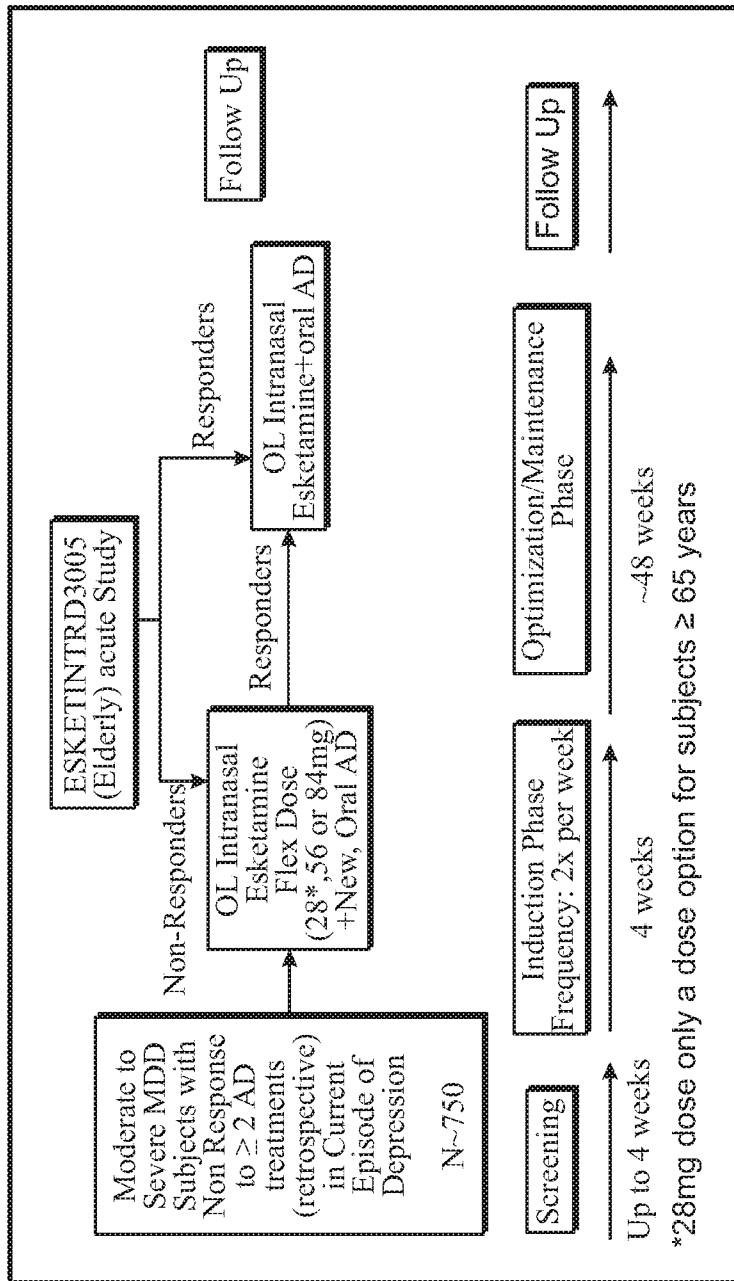 ESKETINTRD3005
(Elderly) acute Study
Non-Responders
Responders
Moderate to
Severe MDD
Subjects with
Non Response
to ≥ 2 AD
treatments
(retrospective)
in Current
Episode of
Depression
N~750
OL Intranasal
Esketamine
Flex Dose
(28*,56 or 84mg)
+New, Oral AD
Responders
OL Intranasal
Esketamine+oral AD
Follow Up
Screening
Induction Phase
Frequency: 2x per week
Optimization/Maintenance
Phase
Follow Up
Up to 4 weeks
4 weeks
~48 weeks
*28mg dose only a dose option for subjects ≥ 65 years